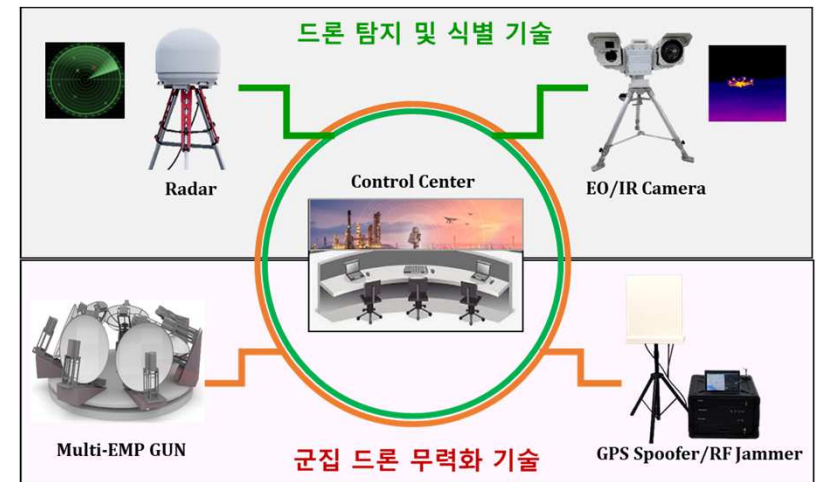 드론 탐지 및 식별 기술
Radar
Control Center
EO/IR Camera
Multi-EMP GUN
군집 드론 무력화 기술
GPS Spoofer/RF Jammer